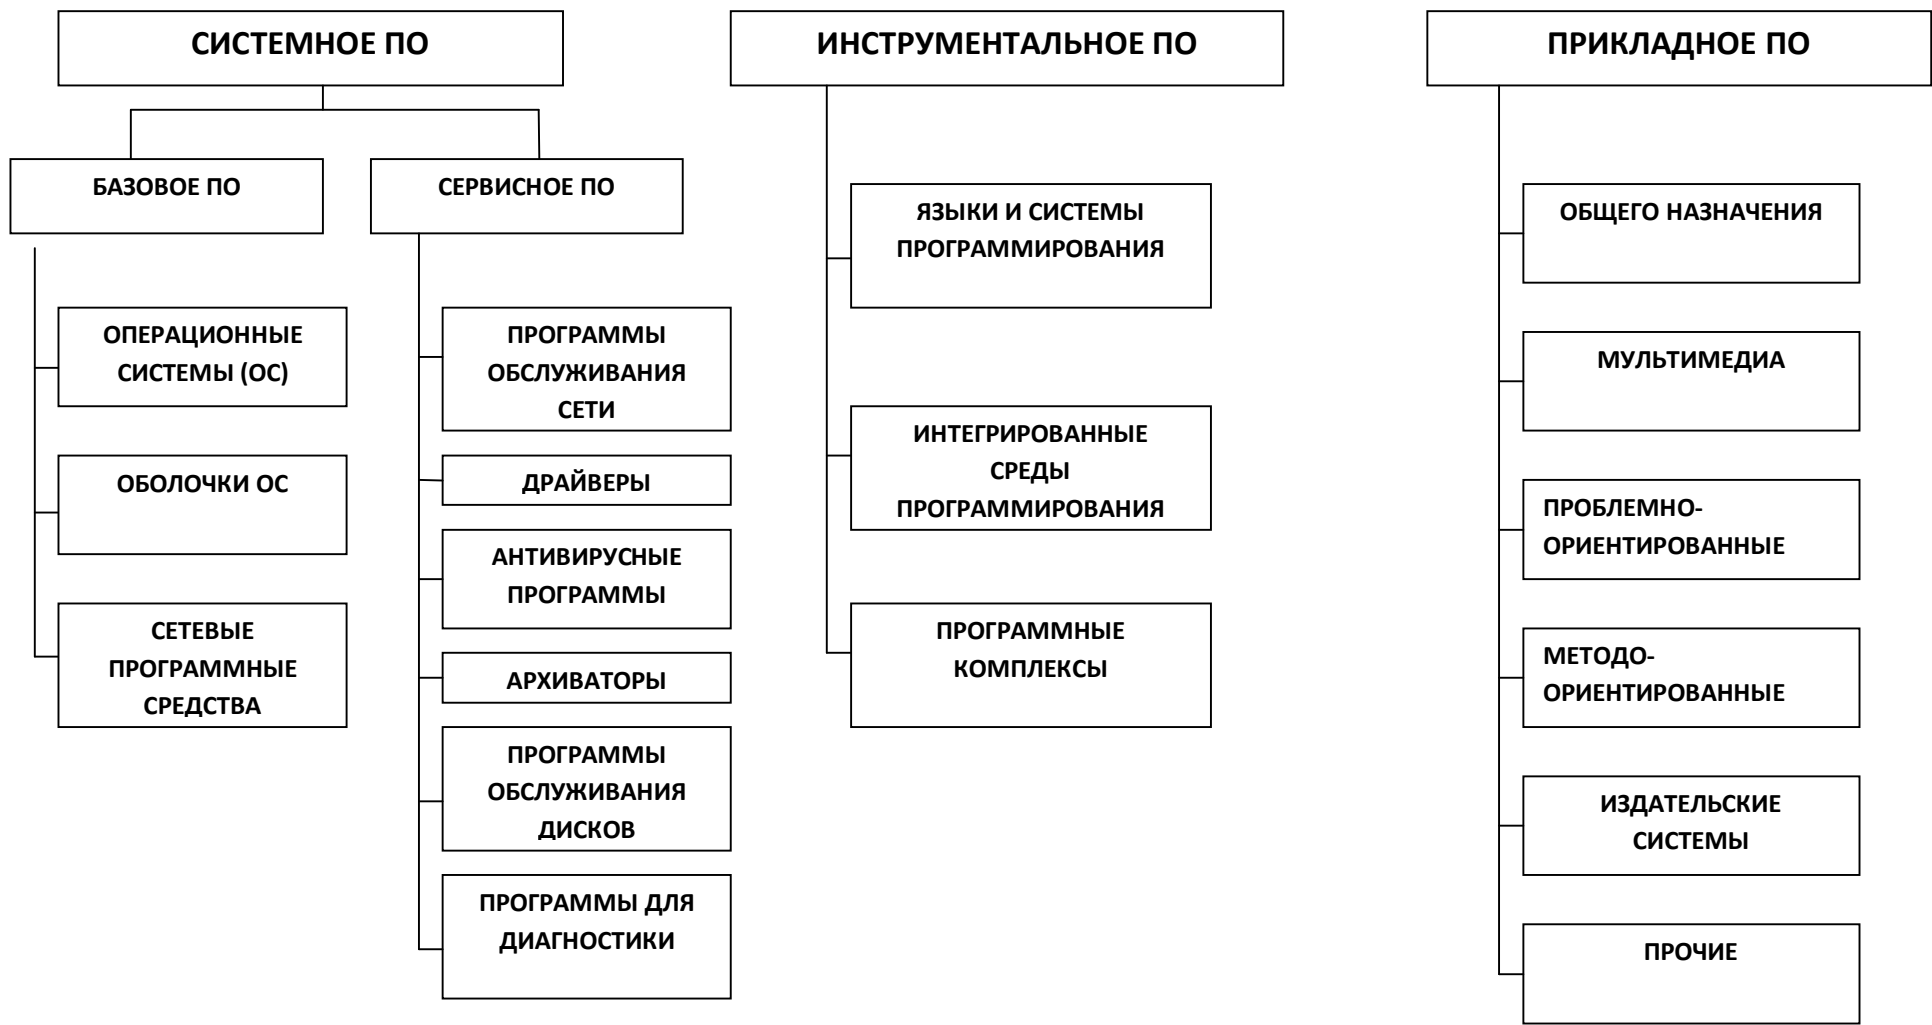 СИСТЕМНОЕ ПО
БАЗОВОЕ ПО
ОПЕРАЦИОННЫЕ
СИСТЕМЫ (ОС)
ОБОЛОЧКИ ОС
СЕТЕВЫЕ
ПРОГРАММНЫЕ
СРЕДСТВА
СЕРВИСНОЕ ПО
ПРОГРАММЫ
ОБСЛУЖИВАНИЯ
СЕТИ
ДРАЙВЕРЫ
АНТИВИРУСНЫЕ
ПРОГРАММЫ
АРХИВАТОРЫ
ПРОГРАММЫ
ОБСЛУЖИВАНИЯ
ДИСКОВ
ПРОГРАММЫ ДЛЯ
ДИАГНОСТИКИ
ИНСТРУМЕНТАЛЬНОЕ ПО
ЯЗЫКИ И СИСТЕМЫ
ПРОГРАММИРОВАНИЯ
ИНТЕГРИРОВАННЫЕ
СРЕДЫ
ПРОГРАММИРОВАНИЯ
ПРОГРАММНЫЕ
КОМПЛЕКСЫ
ПРИКЛАДНОЕ ПО
ОБЩЕГО НАЗНАЧЕНИЯ
МУЛЬТИМЕДИА
ПРОБЛЕМНО-
ОРИЕНТИРОВАННЫЕ
МЕТОДО-
ОРИЕНТИРОВАННЫЕ
ИЗДАТЕЛЬСКИЕ
СИСТЕМЫ
ПРОЧИЕ